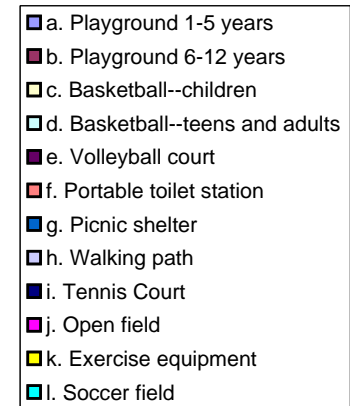 a. Playground 1-5 years
b. Playground 6-12 years
c. Basketball--children
d. Basketball--teens and adults
e. Volleyball court
f. Portable toilet station
g. Picnic shelter
h. Walking path
i. Tennis Court
j. Open field
k. Exercise equipment
l. Soccer field